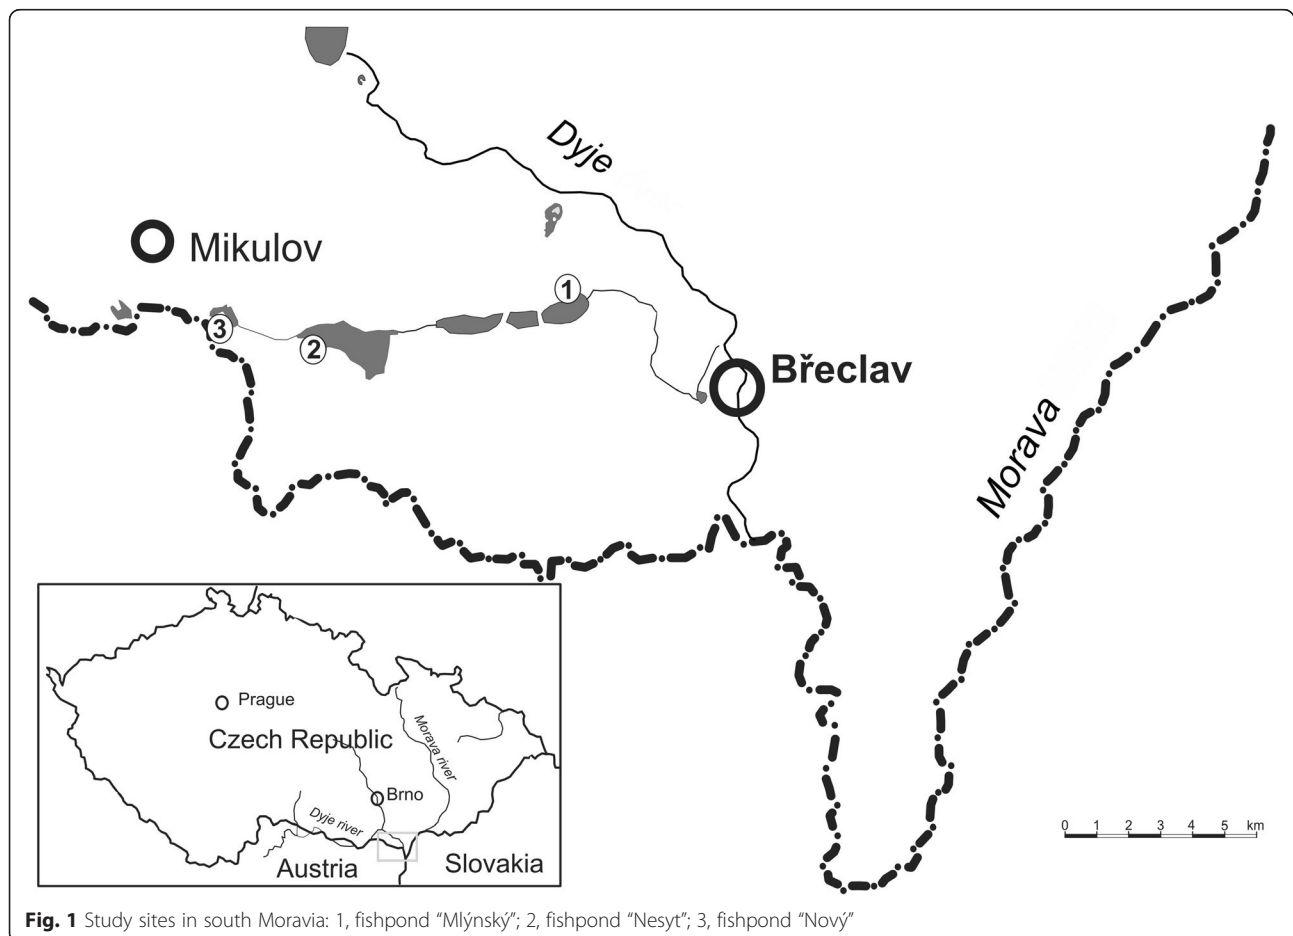 Dyje
Mikulov
1
3
2
Břeclav
Morava
Prague
Czech Republic
Morava river
Brno
Dyje river
Austria
Slovakia
0 1 2 3 4 5 km
Fig. 1 Study sites in south Moravia: 1, fishpond “Mlýnský”; 2, fishpond “Nesyt”; 3, fishpond “Nový”